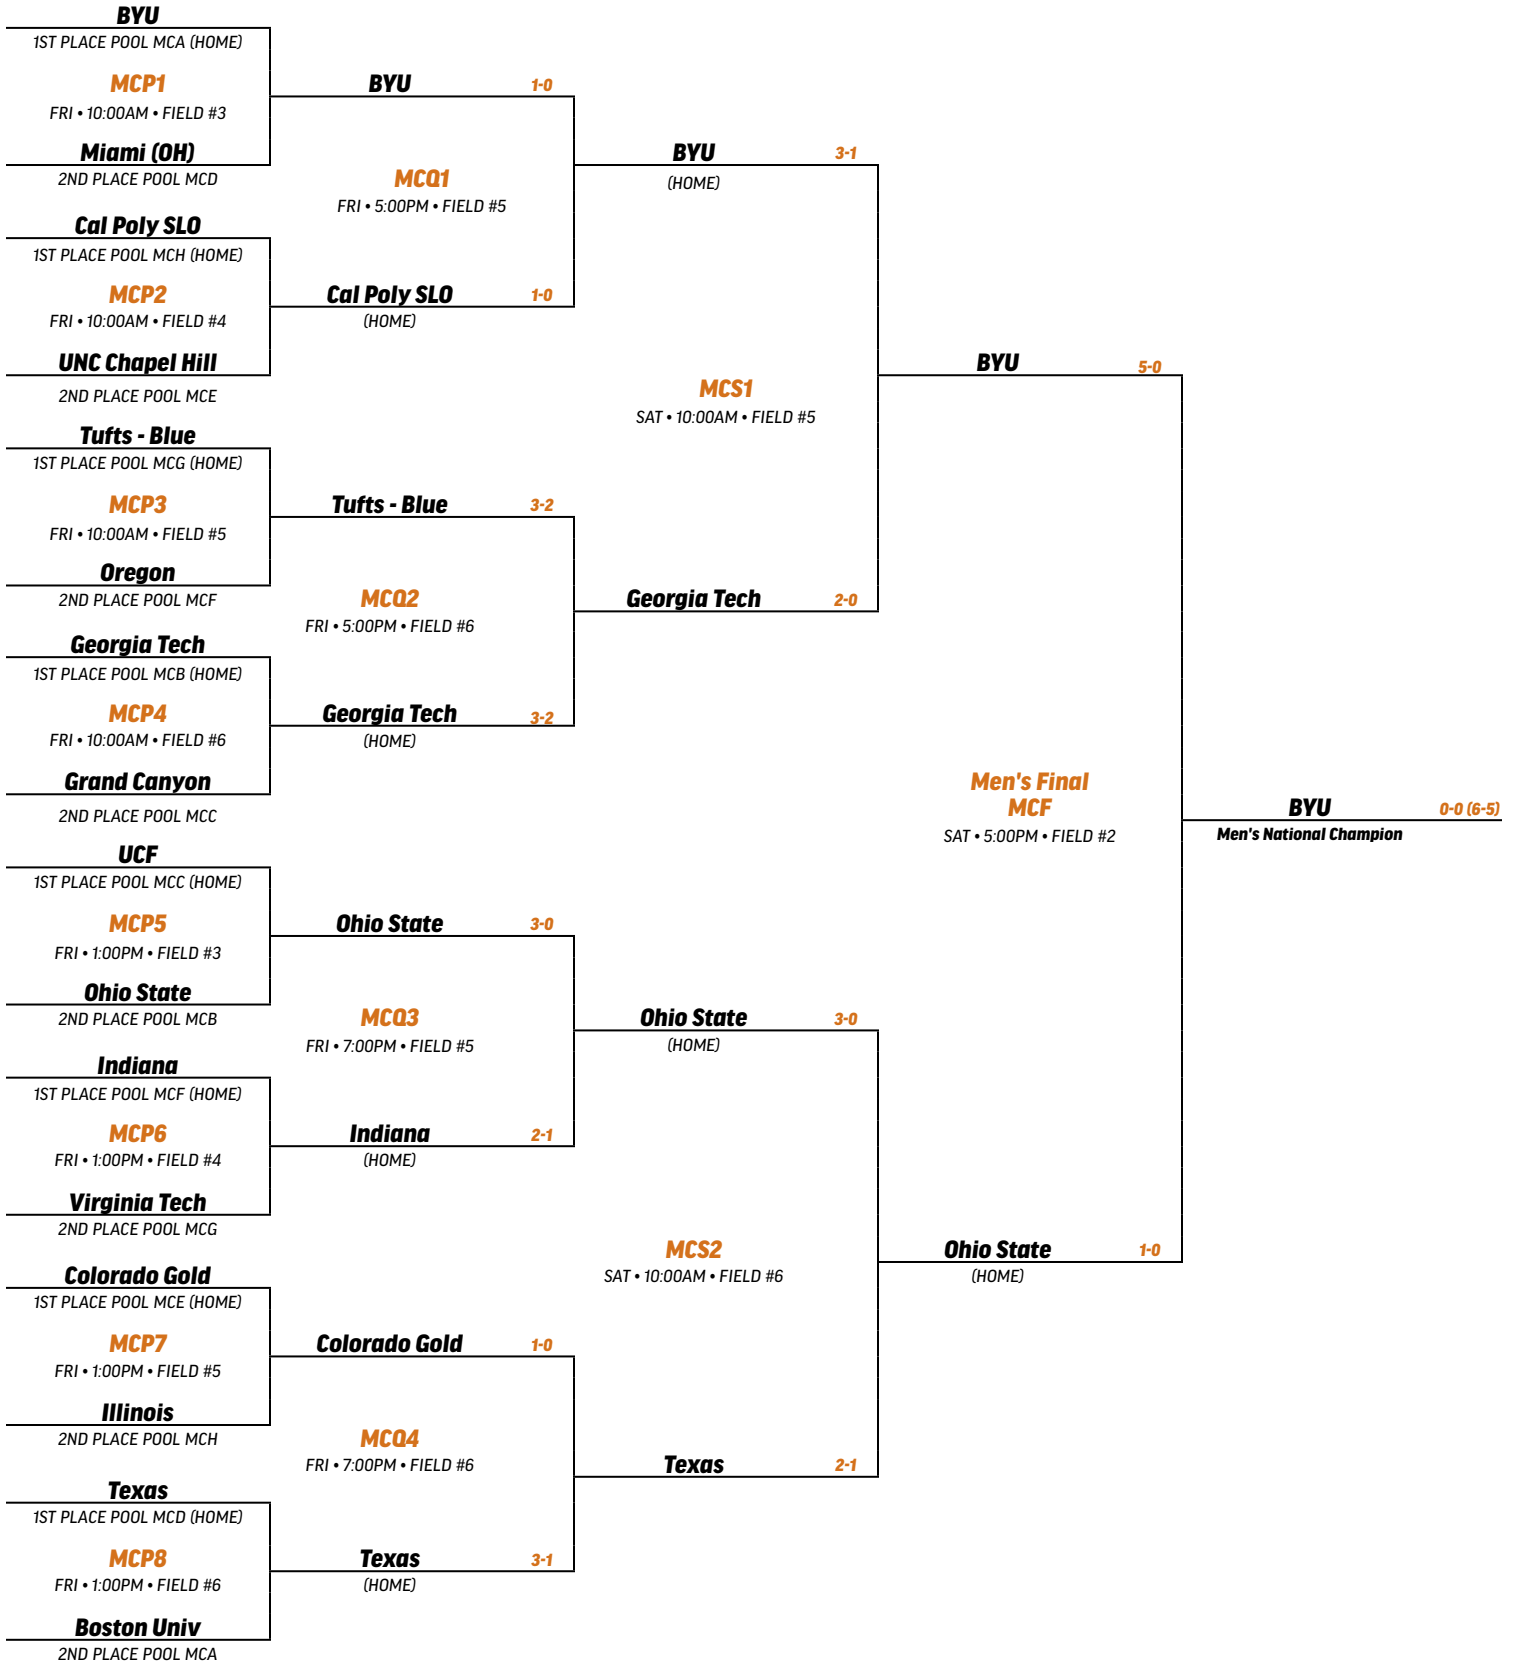 BYU
1ST PLACE POOL MCA (HOME)
MCP1
FRI • 10:00AM • FIELD #3
Miami (OH)
2ND PLACE POOL MCD
Cal Poly SLO
1ST PLACE POOL MCH (HOME)
MCP2
FRI • 10:00AM • FIELD #4
UNC Chapel Hill
2ND PLACE POOL MCE
Tufts - Blue
1ST PLACE POOL MCG (HOME)
MCP3
FRI • 10:00AM • FIELD #5
Oregon
2ND PLACE POOL MCF
Georgia Tech
1ST PLACE POOL MCB (HOME)
MCP4
FRI • 10:00AM • FIELD #6
Grand Canyon
2ND PLACE POOL MCC
UCF
1ST PLACE POOL MCC (HOME)
MCP5
FRI • 1:00PM • FIELD #3
Ohio State
2ND PLACE POOL MCB
Indiana
1ST PLACE POOL MCF (HOME)
MCP6
FRI • 1:00PM • FIELD #4
Virginia Tech
2ND PLACE POOL MCG
Colorado Gold
1ST PLACE POOL MCE (HOME)
MCP7
FRI • 1:00PM • FIELD #5
Illinois
2ND PLACE POOL MCH
Texas
1ST PLACE POOL MCD (HOME)
MCP8
FRI • 1:00PM • FIELD #6
Boston Univ
2ND PLACE POOL MCA
BYU 1-0
MCQ1
FRI • 5:00PM • FIELD #5
Cal Poly SLO 1-0
(HOME)
Tufts - Blue 3-2
MCQ2
FRI • 5:00PM • FIELD #6
Georgia Tech 3-2
(HOME)
Ohio State 3-0
MCQ3
FRI • 7:00PM • FIELD #5
Indiana 2-1
(HOME)
Colorado Gold 1-0
MCQ4
FRI • 7:00PM • FIELD #6
Texas 3-1
(HOME)
BYU 3-1
(HOME)
MCS1
SAT • 10:00AM • FIELD #5
Georgia Tech 2-0
Ohio State 3-0
(HOME)
MCS2
SAT • 10:00AM • FIELD #6
Texas 2-1
BYU 5-0
Men's Final
MCF
SAT • 5:00PM • FIELD #2
Ohio State 1-0
(HOME)
BYU 0-0 (6-5)
Men's National Champion